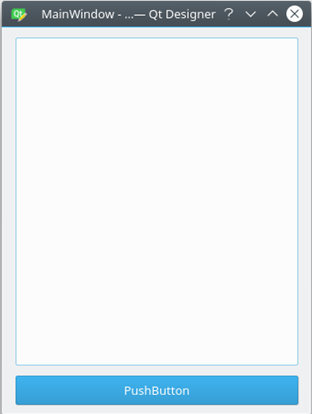 MainWindow - ...— Qt Designer
PushButton